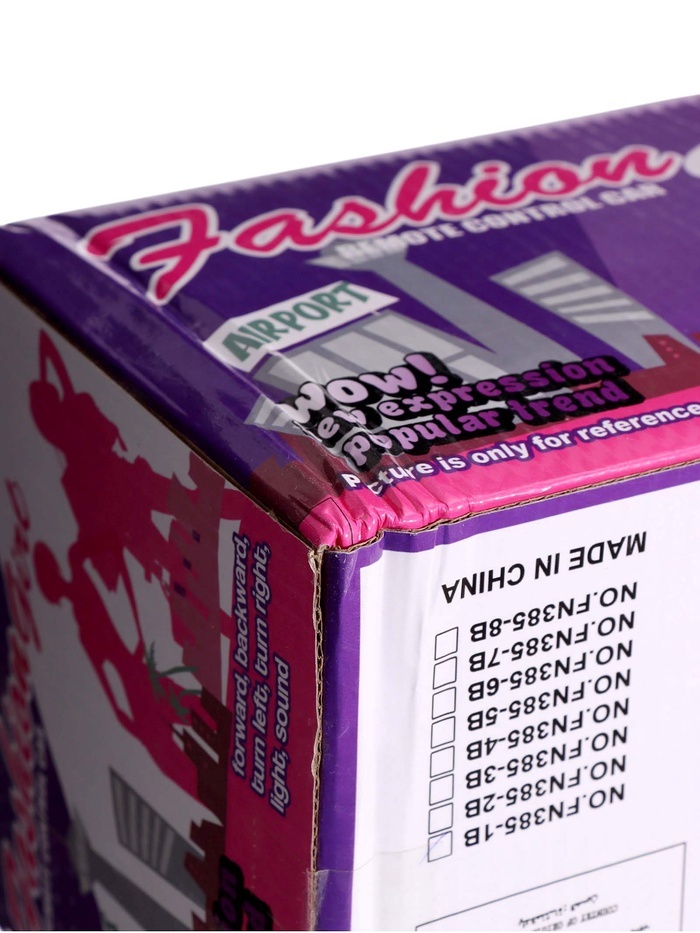 Fashion
REMOTE CONTROL CAR
AIRPORT
wow!
ew expression
popular trend
Picture is only for reference
forward, backward,
turn left, turn right,
light, sound
MADE IN CHINA
NO.FN385-8B
NO.FN385-7B
NO.FN385-6B
NO.FN385-5B
NO.FN385-4B
NO.FN385-3B
NO.FN385-2B
NO.FN385-1B